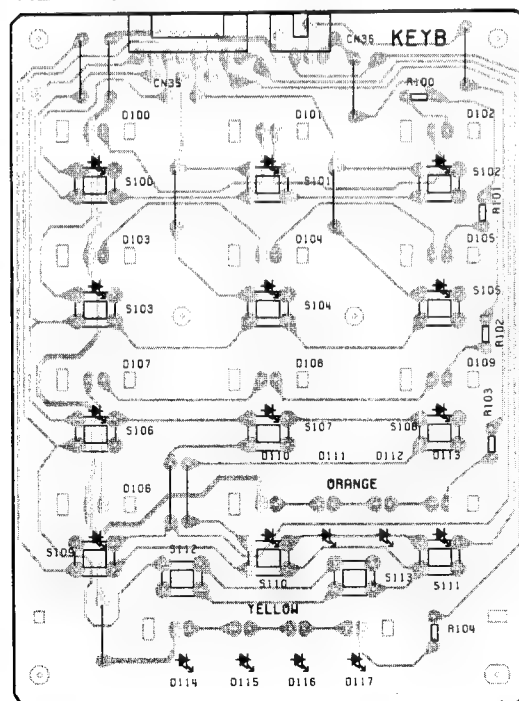 CN36 KEYB
CN35 R100
D100 D101 D102
S100 S101 S102
R101
D103 D104 D105
S103 S104 S105
R102
D107 D108 D109
R103
S106 S107 S108
D110 D111 D112 D113
D106 ORANGE
S109 S112 S110 S113 S111
YELLOW
R104
D114 D115 D116 D117